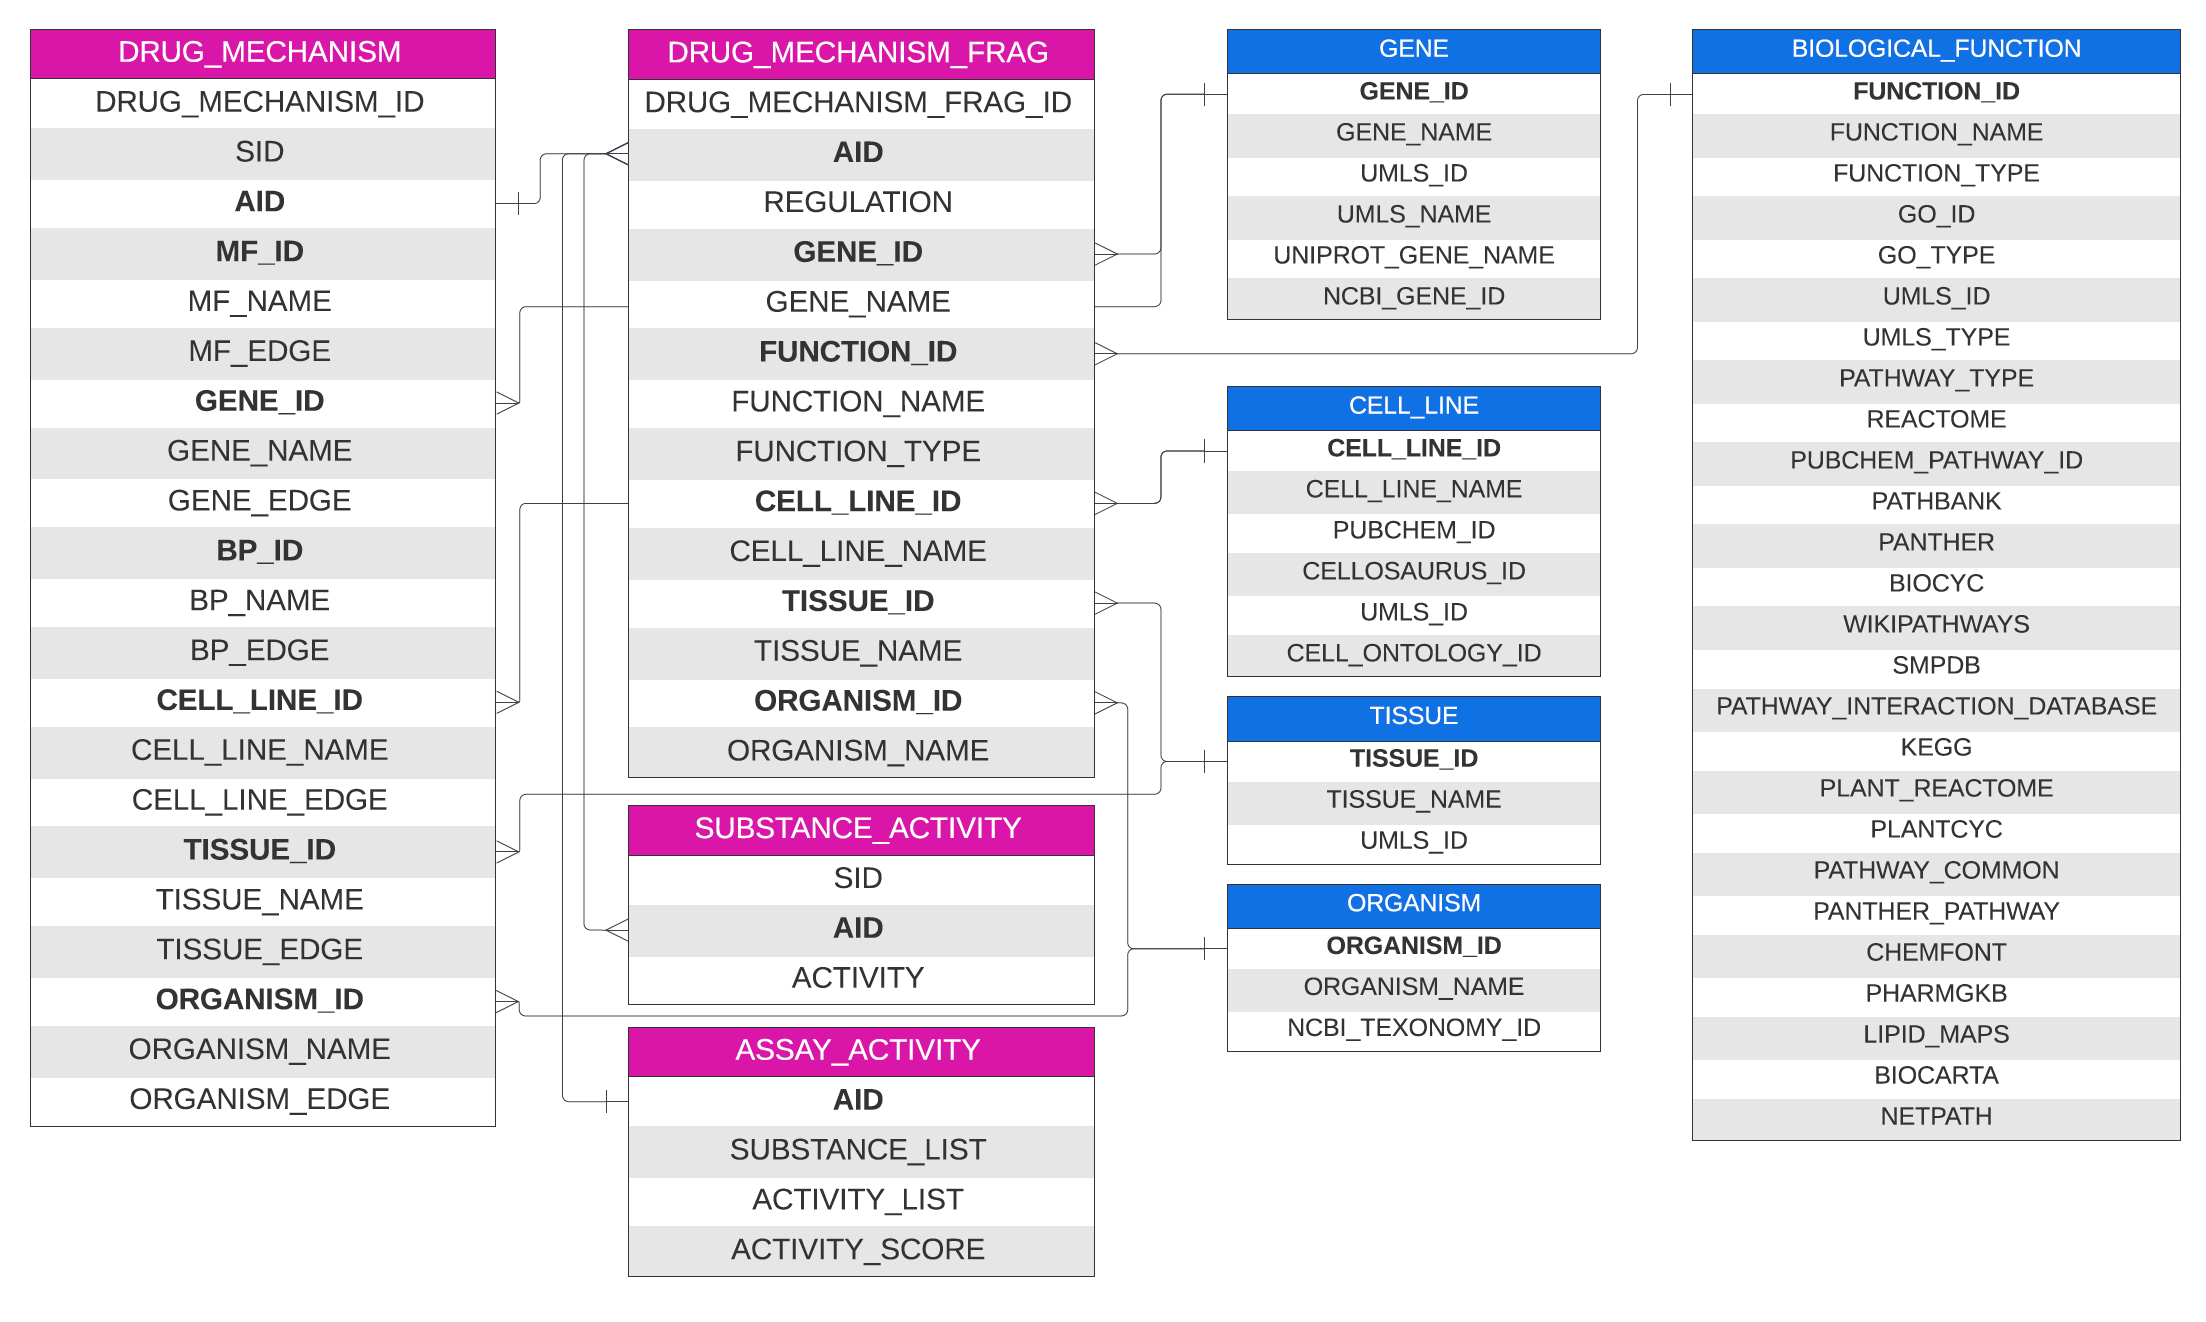 DRUG_MECHANISM
DRUG_MECHANISM_ID
SID
AID
MF_ID
MF_NAME
MF_EDGE
GENE_ID
GENE_NAME
GENE_EDGE
BP_ID
BP_NAME
BP_EDGE
CELL_LINE_ID
CELL_LINE_NAME
CELL_LINE_EDGE
TISSUE_ID
TISSUE_NAME
TISSUE_EDGE
ORGANISM_ID
ORGANISM_NAME
ORGANISM_EDGE
DRUG_MECHANISM_FRAG
DRUG_MECHANISM_FRAG_ID
AID
REGULATION
GENE_ID
GENE_NAME
FUNCTION_ID
FUNCTION_NAME
FUNCTION_TYPE
CELL_LINE_ID
CELL_LINE_NAME
TISSUE_ID
TISSUE_NAME
ORGANISM_ID
ORGANISM_NAME
SUBSTANCE_ACTIVITY
SID
AID
ACTIVITY
ASSAY_ACTIVITY
AID
SUBSTANCE_LIST
ACTIVITY_LIST
ACTIVITY_SCORE
GENE
GENE_ID
GENE_NAME
UMLS_ID
UMLS_NAME
UNIPROT_GENE_NAME
NCBI_GENE_ID
CELL_LINE
CELL_LINE_ID
CELL_LINE_NAME
PUBCHEM_ID
CELLOSAURUS_ID
UMLS_ID
CELL_ONTOLOGY_ID
TISSUE
TISSUE_ID
TISSUE_NAME
UMLS_ID
ORGANISM
ORGANISM_ID
ORGANISM_NAME
NCBI_TEXONOMY_ID
BIOLOGICAL_FUNCTION
FUNCTION_ID
FUNCTION_NAME
FUNCTION_TYPE
GO_ID
GO_TYPE
UMLS_ID
UMLS_TYPE
PATHWAY_TYPE
REACTOME
PUBCHEM_PATHWAY_ID
PATHBANK
PANTHER
BIOCYC
WIKIPATHWAYS
SMPDB
PATHWAY_INTERACTION_DATABASE
KEGG
PLANT_REACTOME
PLANTCYC
PATHWAY_COMMON
PANTHER_PATHWAY
CHEMFONT
PHARMGKB
LIPID_MAPS
BIOCARTA
NETPATH